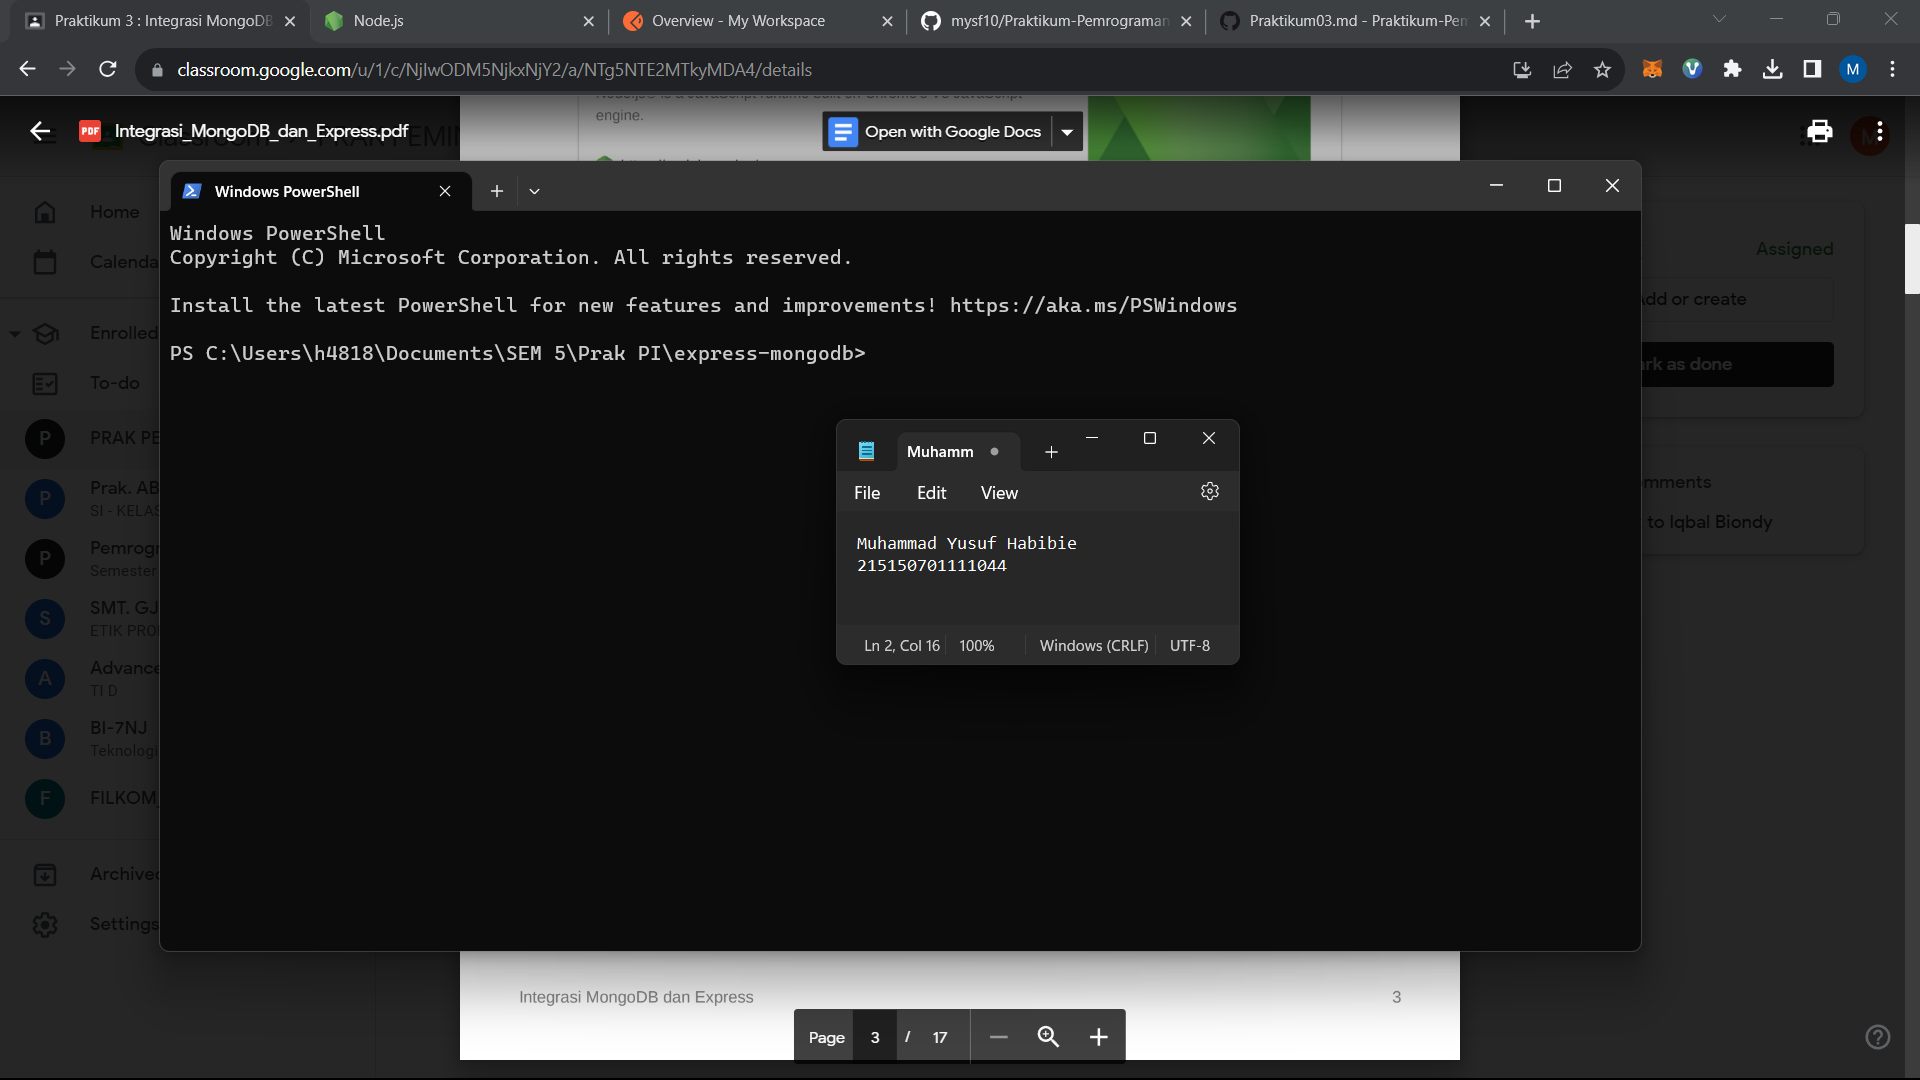 Praktikum 3 : Integrasi MongoDB
Node.js
Overview - My Workspace
mysf10/Praktikum-Pemrograman
Praktikum03.md - Praktikum-Pem
classroom.google.com/u/1/c/NjIwODM5NjkxNjY2/a/NTg5NTE2MTkyMDA4/details
M
engine.
PDF
Integrasi_MongoDB_dan_Express.pdf
Open with Google Docs
Windows PowerShell
Windows PowerShell
Copyright (C) Microsoft Corporation. All rights reserved.
Install the latest PowerShell for new features and improvements! https://aka.ms/PSWindows
PS C:\Users\h4818\Documents\SEM 5\Prak PI\express-mongodb>
Home
Calenda
Enrolled
To-do
P
PRAK PE
P
Prak. AB
SI - KELAS
P
Pemrogr
Semester
S
SMT. GJ
ETIK PROF
A
Advance
TI D
B
BI-7NJ
Teknologi
F
FILKOM_
Archived
Settings
Assigned
Add or create
rk as done
mments
to Iqbal Biondy
Muhamm
File Edit View
Muhammad Yusuf Habibie
215150701111044
Ln 2, Col 16 100% Windows (CRLF) UTF-8
Integrasi MongoDB dan Express 3
Page 3 / 17